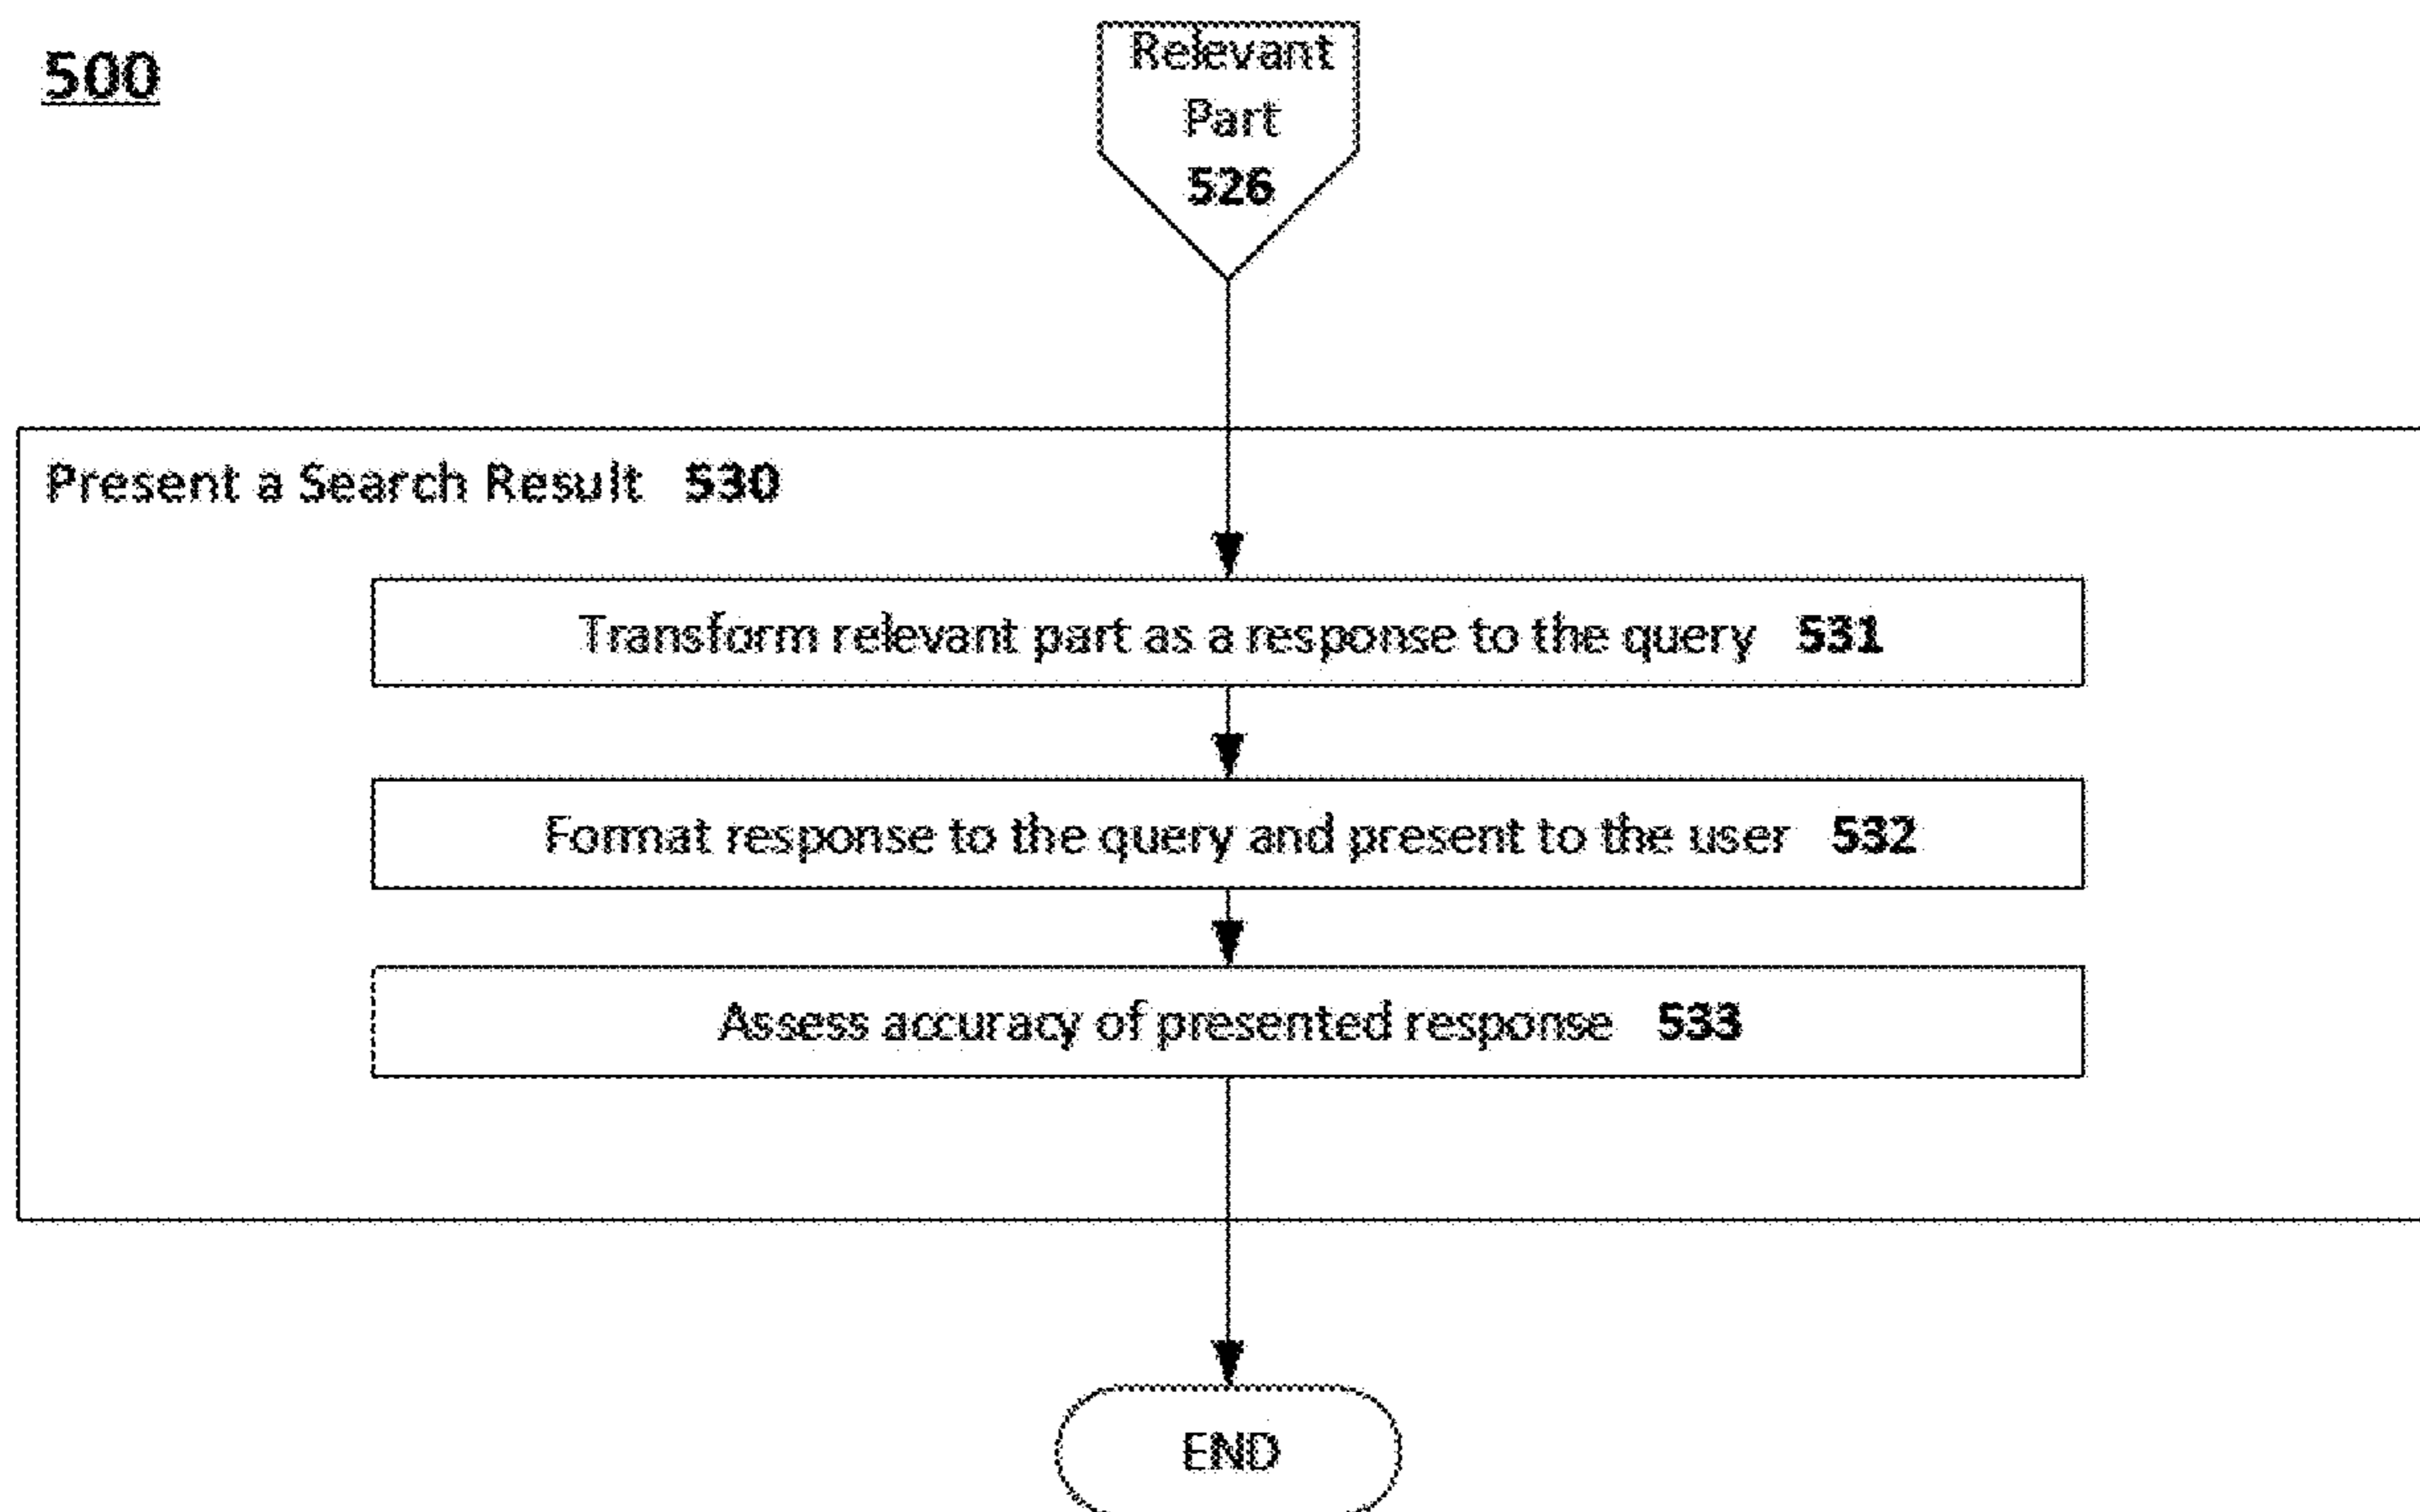 500
Relevant
Part
526
Present a Search Result 530
Transform relevant part as a response to the query 531
Format response to the query and present to the user 532
Assess accuracy of presented response 533
END